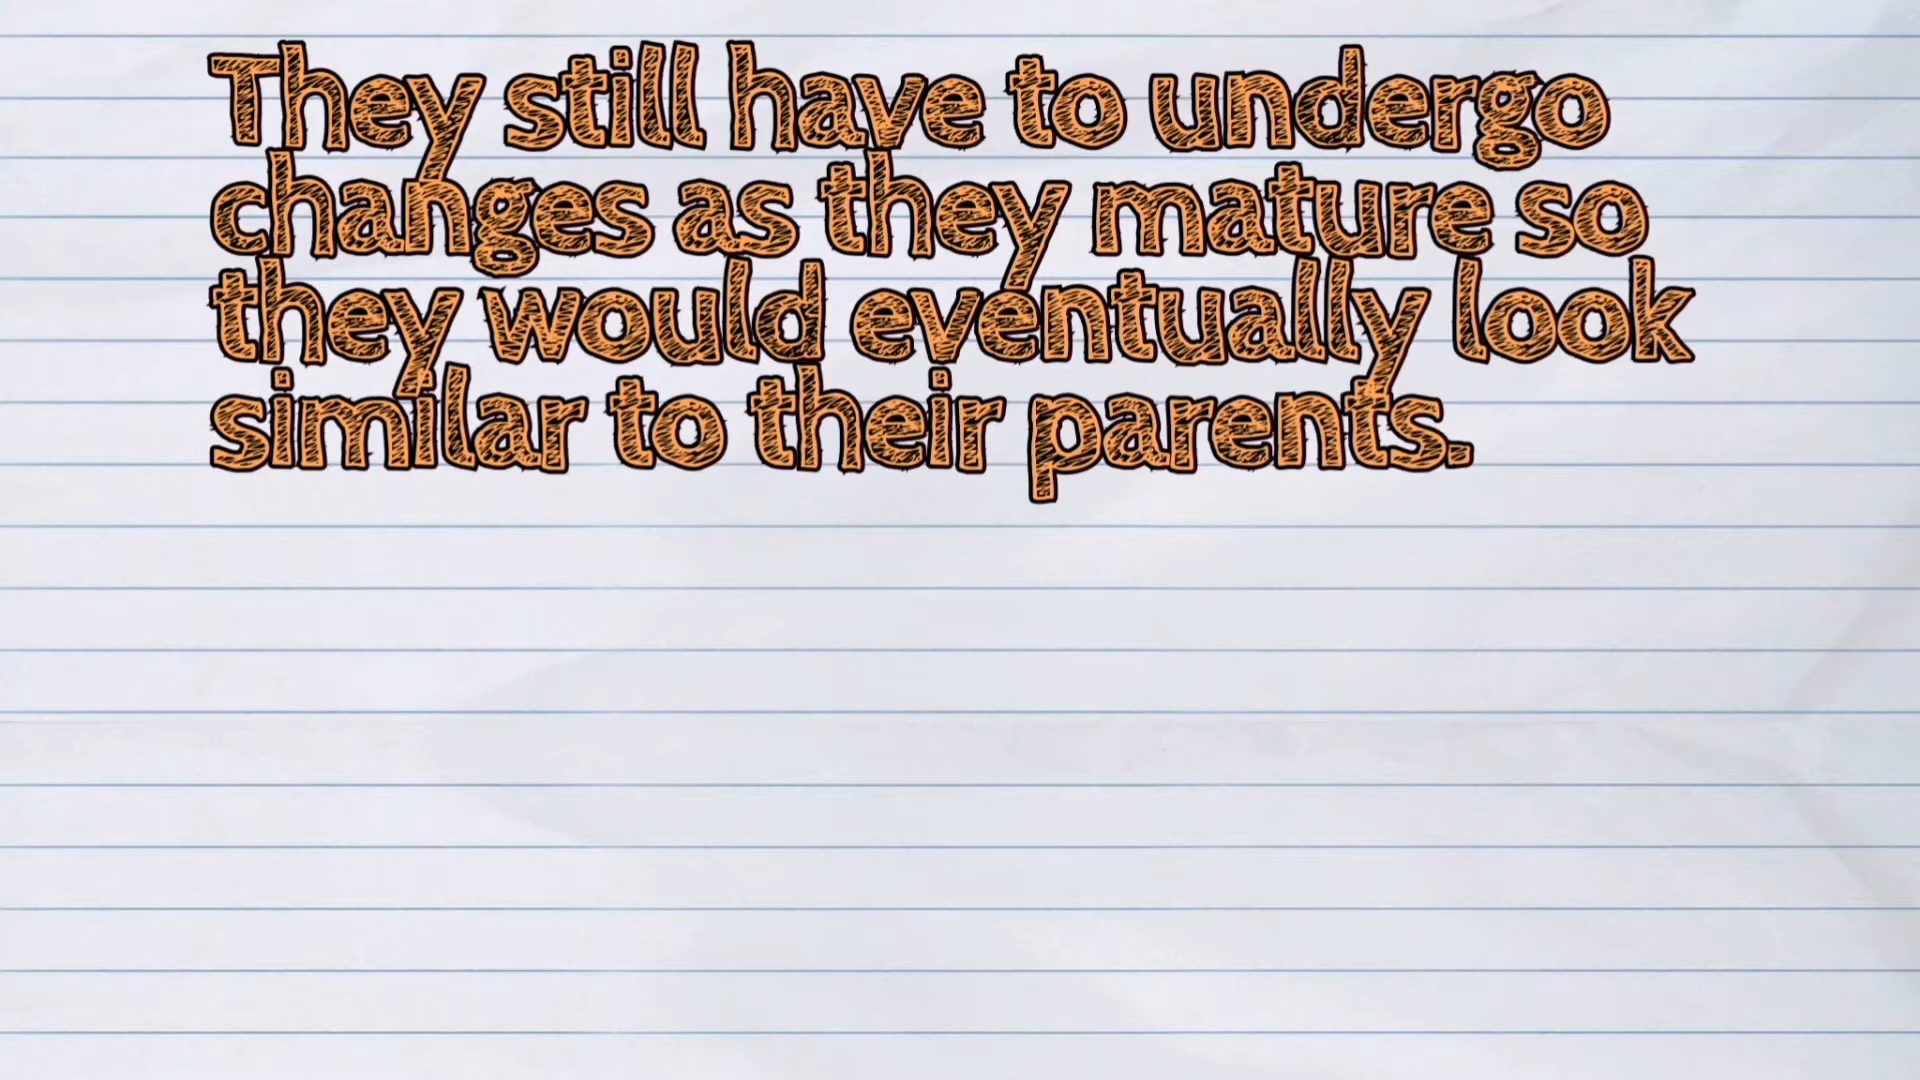 They still have to undergo
changes as they mature so
they would eventually look
similar to their parents.